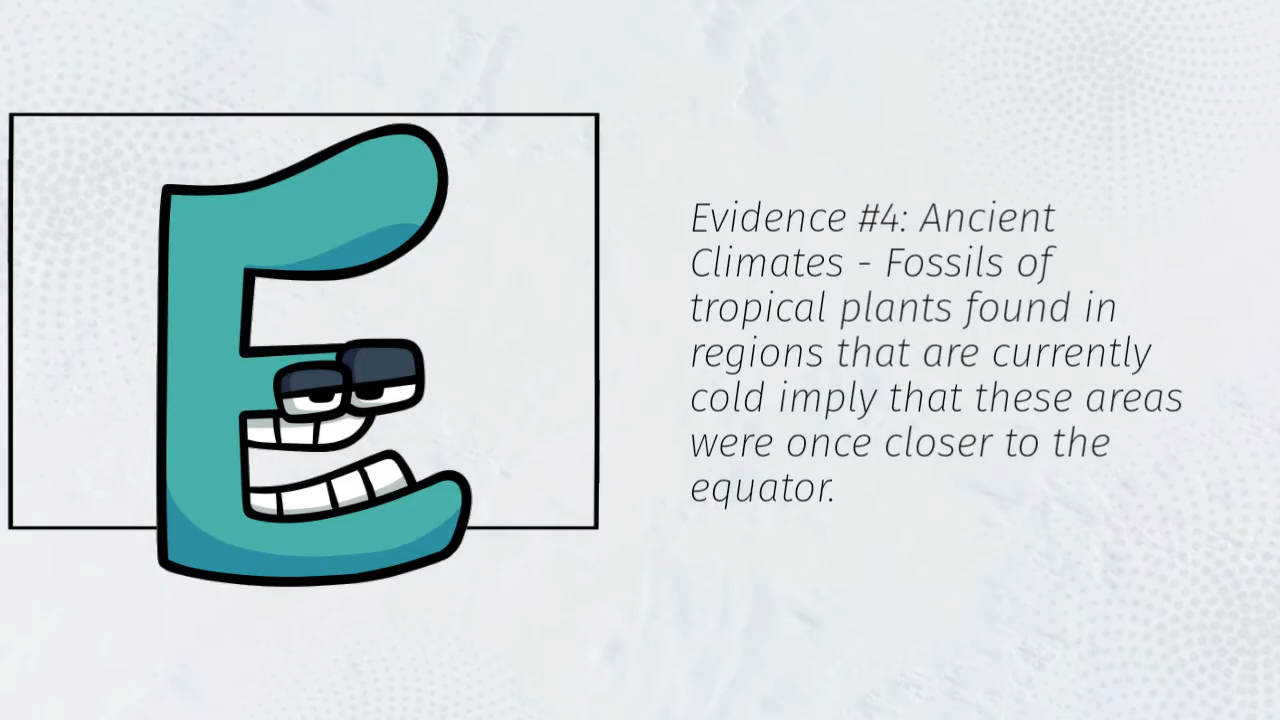 Evidence #4: Ancient
Climates - Fossils of
tropical plants found in
regions that are currently
cold imply that these areas
were once closer to the
equator.